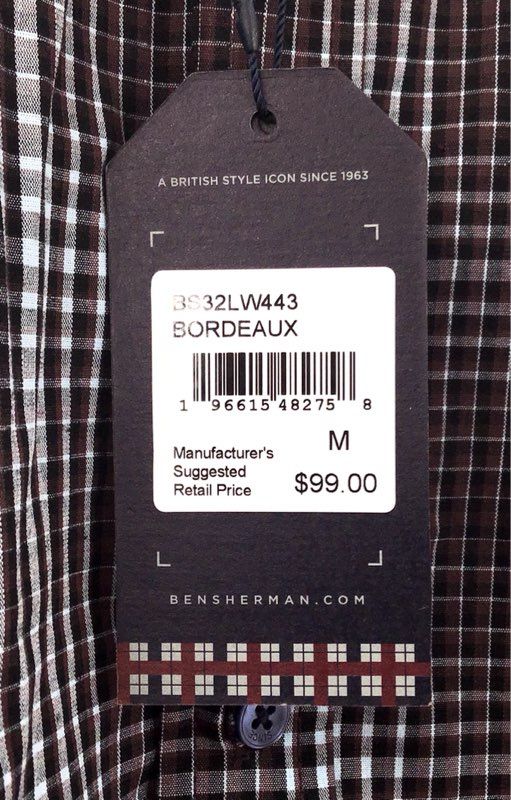 A BRITISH STYLE ICON SINCE 1963
BS32LW443
BORDEAUX
1 96615 48275 8
M
Manufacturer's
Suggested
Retail Price
$99.00
BENSHERMAN.COM